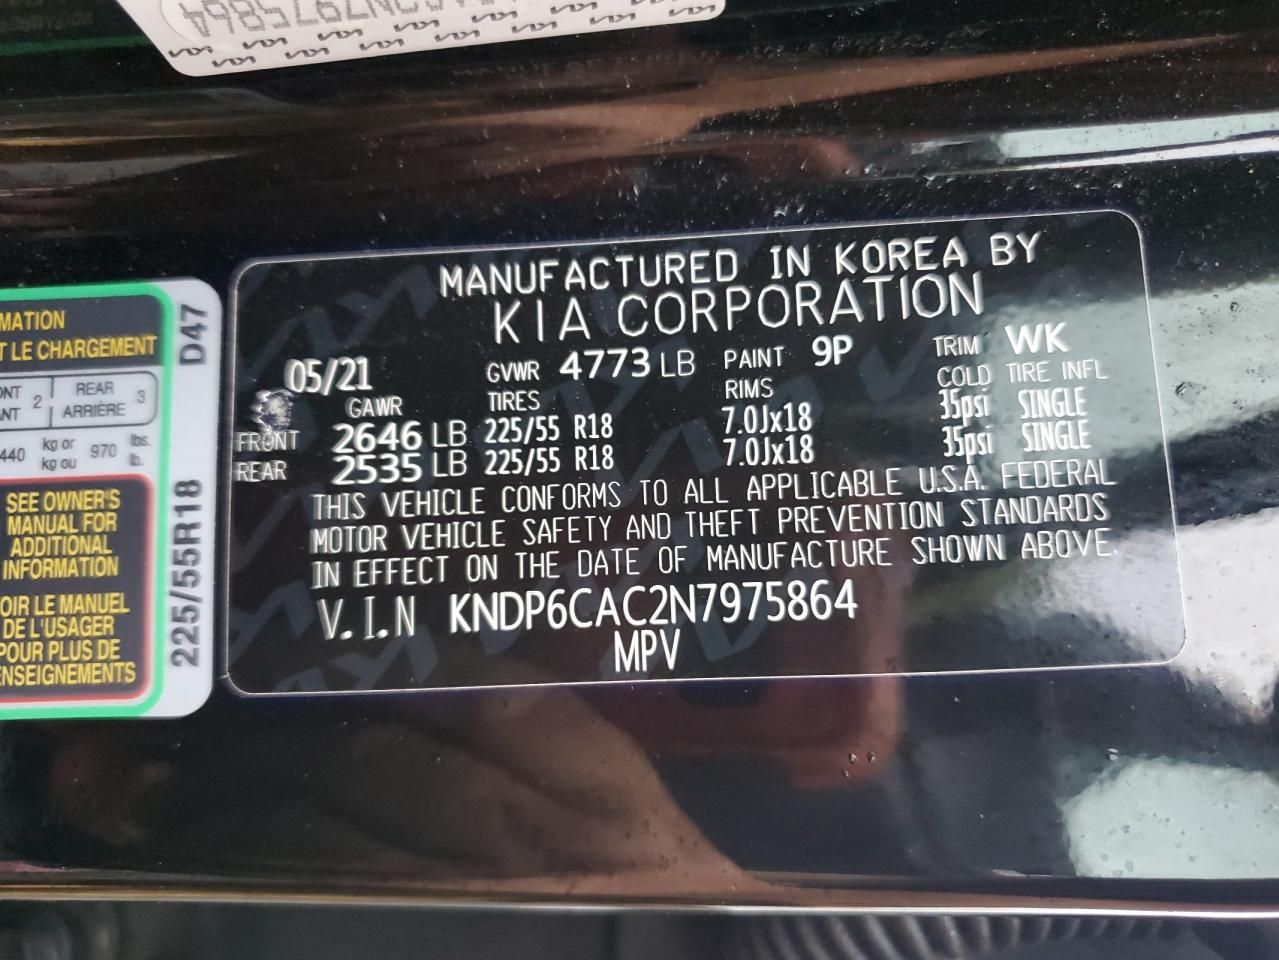 MANUFACTURED IN KOREA BY
KIA CORPORATION
05/21 GVWR 4773 LB PAINT 9P TRIM WK
GAWR TIRES RIMS COLD TIRE INFL
FRONT 2646 LB 225/55 R18 7.0Jx18 35psi SINGLE
REAR 2535 LB 225/55 R18 7.0Jx18 35psi SINGLE
THIS VEHICLE CONFORMS TO ALL APPLICABLE U.S.A. FEDERAL
MOTOR VEHICLE SAFETY AND THEFT PREVENTION STANDARDS
IN EFFECT ON THE DATE OF MANUFACTURE SHOWN ABOVE.
V.I.N KNDP6CAC2N7975864
MPV
LE CHARGEMENT
2 REAR 3
ARRIÈRE
440 kg or 970 lbs.
kg ou lb.
SEE OWNER'S
MANUAL FOR
ADDITIONAL
INFORMATION
LE MANUEL
DE L'USAGER
POUR PLUS DE
225/55R18 D47